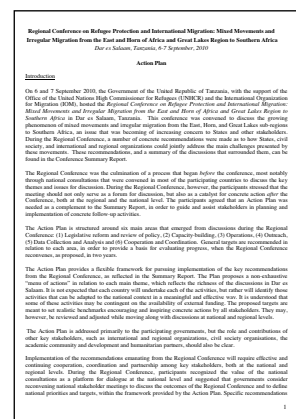 Regional Conference on Refugee Protection and International Migration: Mixed Movements and
Irregular Migration from the East and Horn of Africa and Great Lakes Region to Southern Africa
Dar es Salaam, Tanzania, 6-7 September, 2010
Action Plan
Introduction
On 6 and 7 September 2010, the Government of the United Republic of Tanzania, with the support of the
Office of the United Nations High Commissioner for Refugees (UNHCR) and the International Organization
for Migration (IOM), hosted the Regional Conference on Refugee Protection and International Migration:
Mixed Movements and Irregular Migration from the East and Horn of Africa and Great Lakes Region to
Southern Africa in Dar es Salaam, Tanzania. This conference was convened to discuss the growing
phenomenon of mixed movements and irregular migration from the East, Horn, and Great Lakes sub-regions
to Southern Africa, an issue that was becoming of increasing concern to States and other stakeholders.
During the Regional Conference, a number of concrete recommendations were made as to how States, civil
society, and international and regional organizations could jointly address the main challenges presented by
these movements. These recommendations, and a summary of the discussions that surrounded them, can be
found in the Conference Summary Report.
The Regional Conference was the culmination of a process that began before the conference, most notably
through national consultations that were convened in most of the participating countries to discuss the key
themes and issues for discussion. During the Regional Conference, however, the participants stressed that the
meeting should not only serve as a forum for discussion, but also as a catalyst for concrete action after the
Conference, both at the regional and the national level. The participants agreed that an Action Plan was
needed as a complement to the Summary Report, in order to guide and assist stakeholders in planning and
implementation of concrete follow-up activities.
The Action Plan is structured around six main areas that emerged from discussions during the Regional
Conference: (1) Legislative reform and review of policy, (2) Capacity-building, (3) Operations, (4) Outreach,
(5) Data Collection and Analysis and (6) Cooperation and Coordination. General targets are recommended in
relation to each area, in order to provide a basis for evaluating progress, when the Regional Conference
reconvenes, as proposed, in two years.
The Action Plan provides a flexible framework for pursuing implementation of the key recommendations
from the Regional Conference, as reflected in the Summary Report. The Plan proposes a non-exhaustive
"menu of actions" in relation to each main theme, which reflects the richness of the discussions in Dar es
Salaam. It is not expected that each country will undertake each of the activities, but rather will identify those
activities that can be adapted to the national context in a meaningful and effective way. It is understood that
some of these activities may be contingent on the availability of external funding. The proposed targets are
meant to set realistic benchmarks encouraging and inspiring concrete actions by all stakeholders. They may,
however, be reviewed and adjusted while moving along with discussions at national and regional levels.
The Action Plan is addressed primarily to the participating governments, but the role and contributions of
other key stakeholders, such as international and regional organizations, civil society organisations, the
academic community and development and humanitarian partners, should also be clear.
Implementation of the recommendations emanating from the Regional Conference will require effective and
continuing cooperation, coordination and partnership among key stakeholders, both at the national and
regional levels. During the Regional Conference, participants recognized the value of the national
consultations as a platform for dialogue at the national level and suggested that governments consider
reconvening national stakeholder meetings to discuss the outcomes of the Regional Conference and to define
national priorities and targets, within the framework provided by the Action Plan. Specific recommendations
1